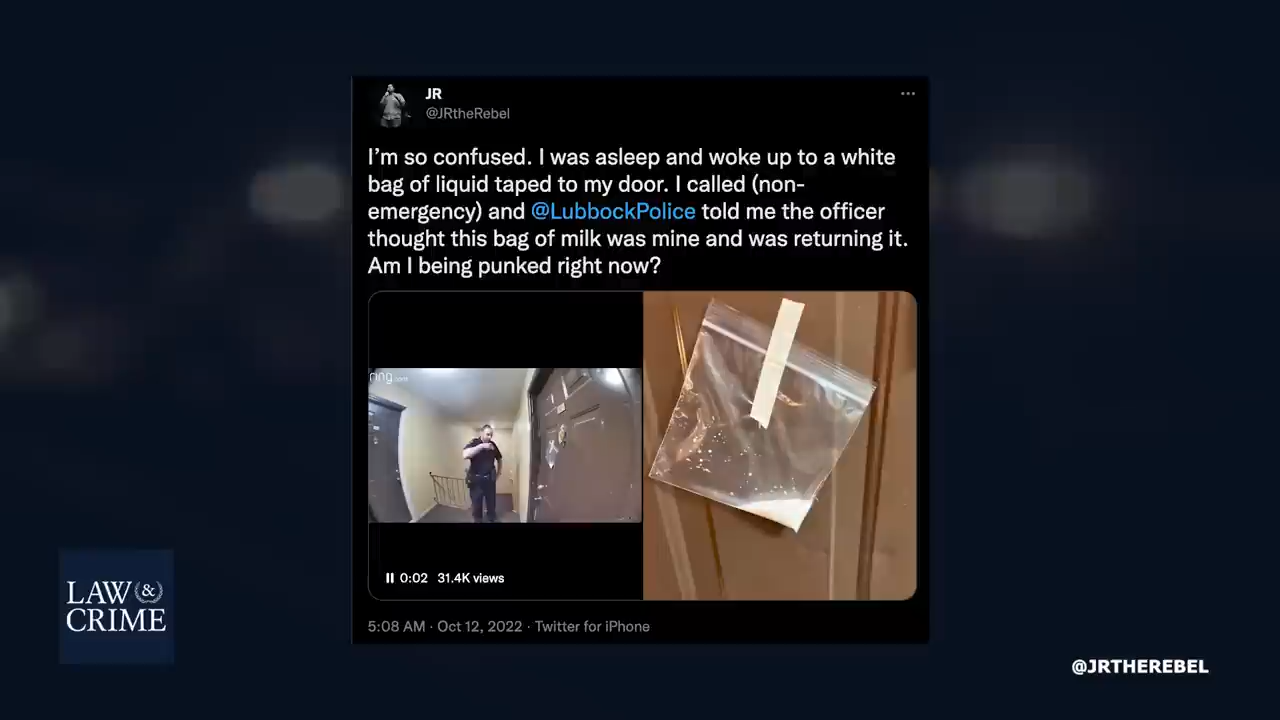 JR
@JRtheRebel
I’m so confused. I was asleep and woke up to a white
bag of liquid taped to my door. I called (non-
emergency) and @LubbockPolice told me the officer
thought this bag of milk was mine and was returning it.
Am I being punked right now?
ring
0:02 31.4K views
5:08 AM · Oct 12, 2022 · Twitter for iPhone
LAW &
CRIME
@JRTHEREBEL